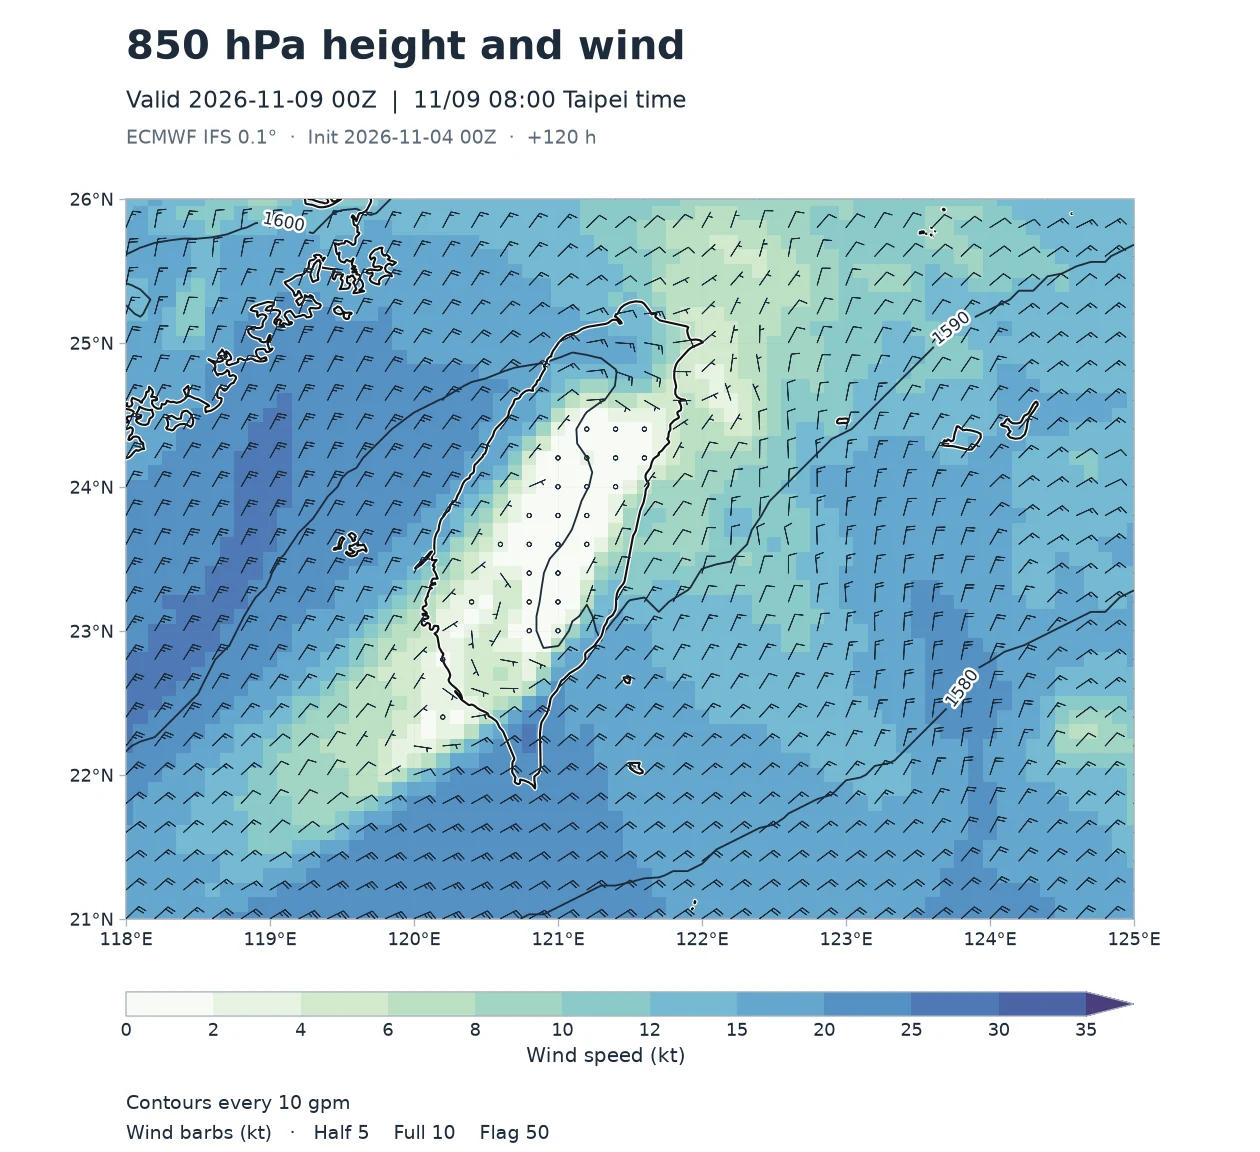 850 hPa height and wind
Valid 2026-11-09 00Z | 11/09 08:00 Taipei time
ECMWF IFS 0.1° · Init 2026-11-04 00Z · +120 h
26°N
1600
25°N
1590
24°N
23°N
1580
22°N
21°N
118°E 119°E 120°E 121°E 122°E 123°E 124°E 125°E
0 2 4 6 8 10 12 15 20 25 30 35
Wind speed (kt)
Contours every 10 gpm
Wind barbs (kt) · Half 5 Full 10 Flag 50